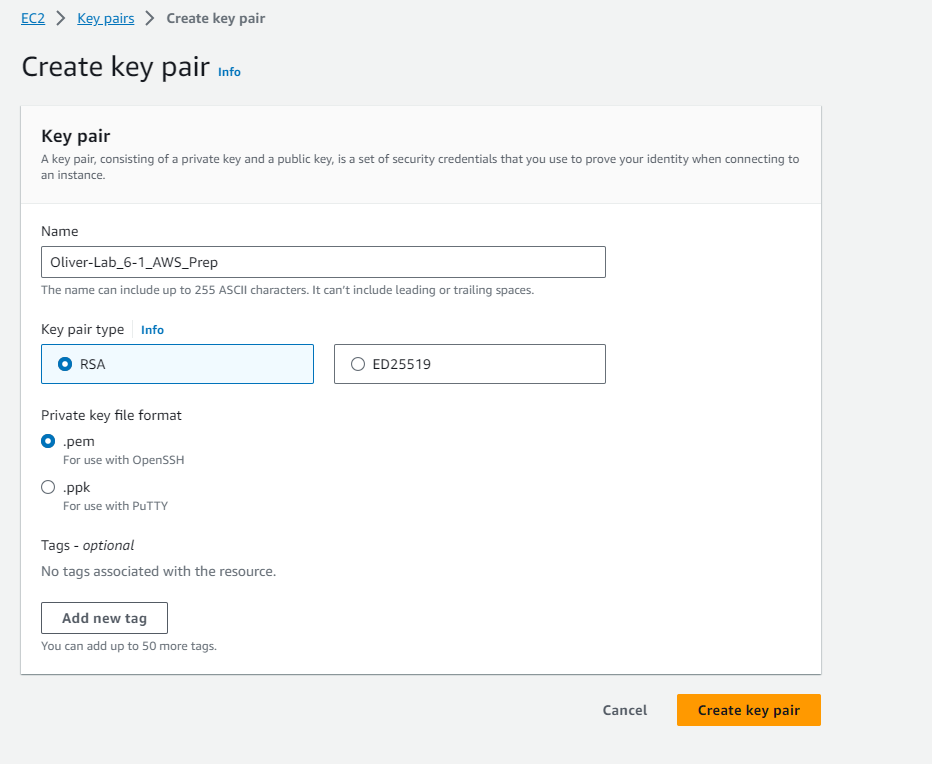 EC2 > Key pairs > Create key pair
Create key pair Info
Key pair
A key pair, consisting of a private key and a public key, is a set of security credentials that you use to prove your identity when connecting to
an instance.
Name
Oliver-Lab_6-1_AWS_Prep
The name can include up to 255 ASCII characters. It can't include leading or trailing spaces.
Key pair type Info
RSA ED25519
Private key file format
.pem
For use with OpenSSH
.ppk
For use with PuTTY
Tags - optional
No tags associated with the resource.
Add new tag
You can add up to 50 more tags.
Cancel Create key pair